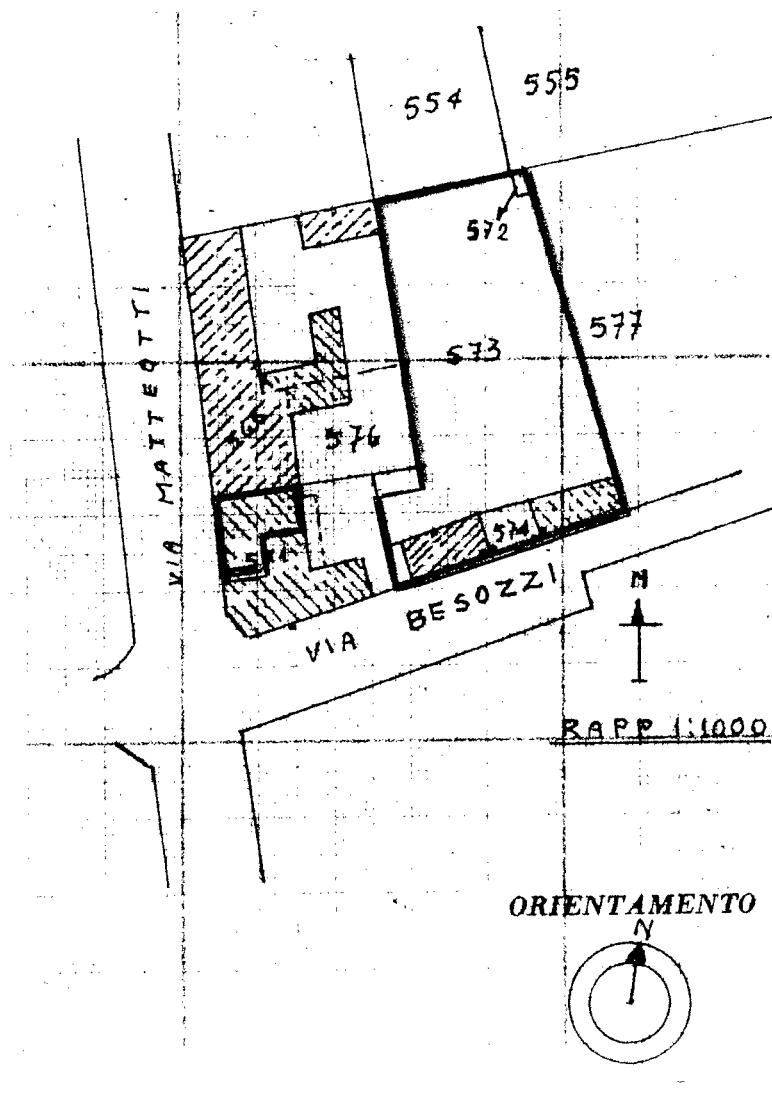 554
555
572
577
573
576
574
VIA MATTEOTTI
VIA BESOZZI
N
RAPP 1:1000
ORIENTAMENTO
N